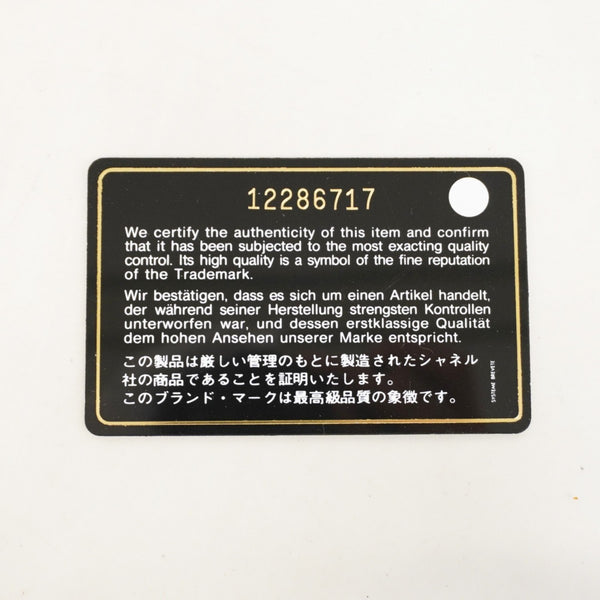 12286717
We certify the authenticity of this item and confirm
that it has been subjected to the most exacting quality
control. Its high quality is a symbol of the fine reputation
of the Trademark.
Wir bestätigen, dass es sich um einen Artikel handelt,
der während seiner Herstellung strengsten Kontrollen
unterworfen war, und dessen erstklassige Qualität
dem hohen Ansehen unserer Marke entspricht.
この製品は厳しい管理のもとに製造されたシャネル
社の商品であることを証明いたします。
このブランド・マークは最高級品質の象徴です。
SYSTEME BREVETE